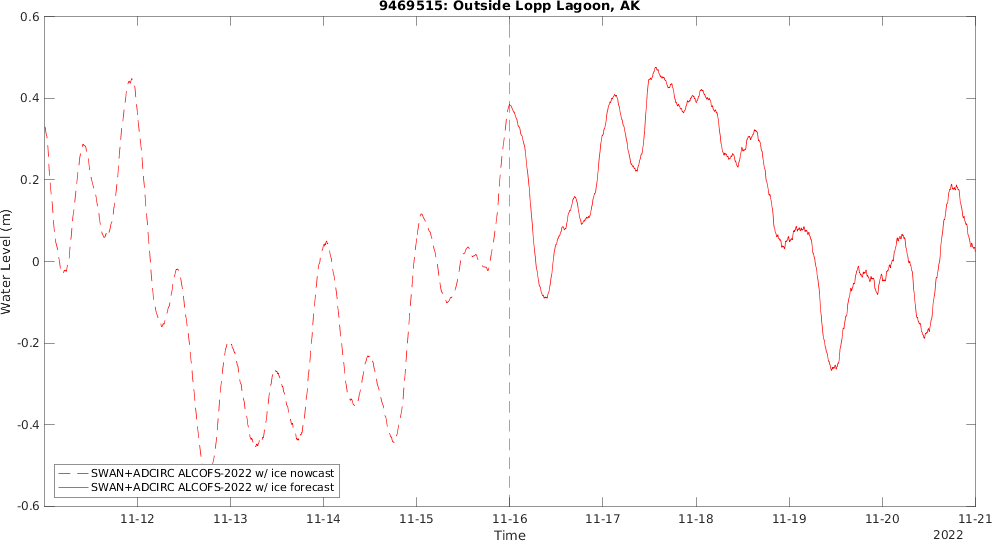 9469515: Outside Lopp Lagoon, AK
0.6
0.4
0.2
0
-0.2
-0.4
-0.6
Water Level (m)
SWAN+ADCIRC ALCOFS-2022 w/ ice nowcast
SWAN+ADCIRC ALCOFS-2022 w/ ice forecast
11-12 11-13 11-14 11-15 11-16 11-17 11-18 11-19 11-20 11-21
Time
2022